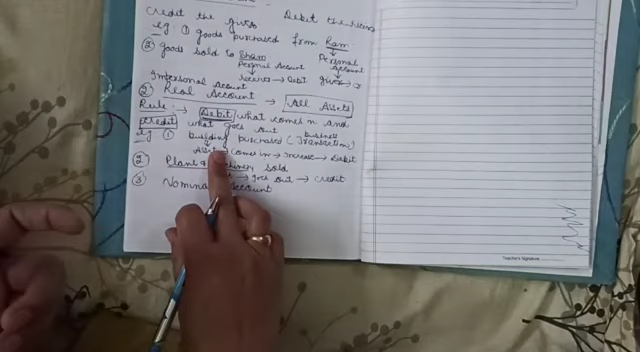 Credit the giver Debit the receiver
eg: ① goods purchased from Ram
② goods sold to Sham Personal Account
Personal Account
receiver → Debit giver →
Impersonal Account
② Real Account → All Assets
Rule: → Debit what comes in and
credit what goes out
eg ① building purchased (business Transaction)
Asset → comes in → Increase → Debit
② Plant & Machinery sold
→ goes out → credit
③ Nominal Account
Teacher's Signature